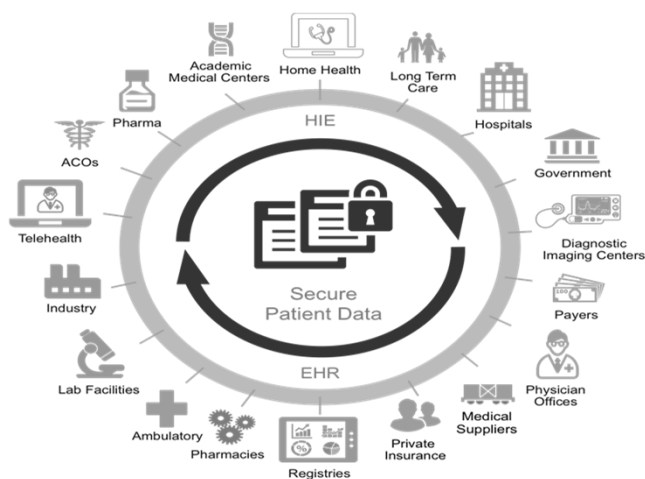 Academic
Medical Centers
Home Health
Long Term
Care
Hospitals
Government
Diagnostic
Imaging Centers
Payers
100
Physician
Offices
Medical
Suppliers
Private
Insurance
Registries
Pharmacies
Ambulatory
Lab Facilities
Industry
Telehealth
ACOs
Pharma
HIE
Secure
Patient Data
EHR